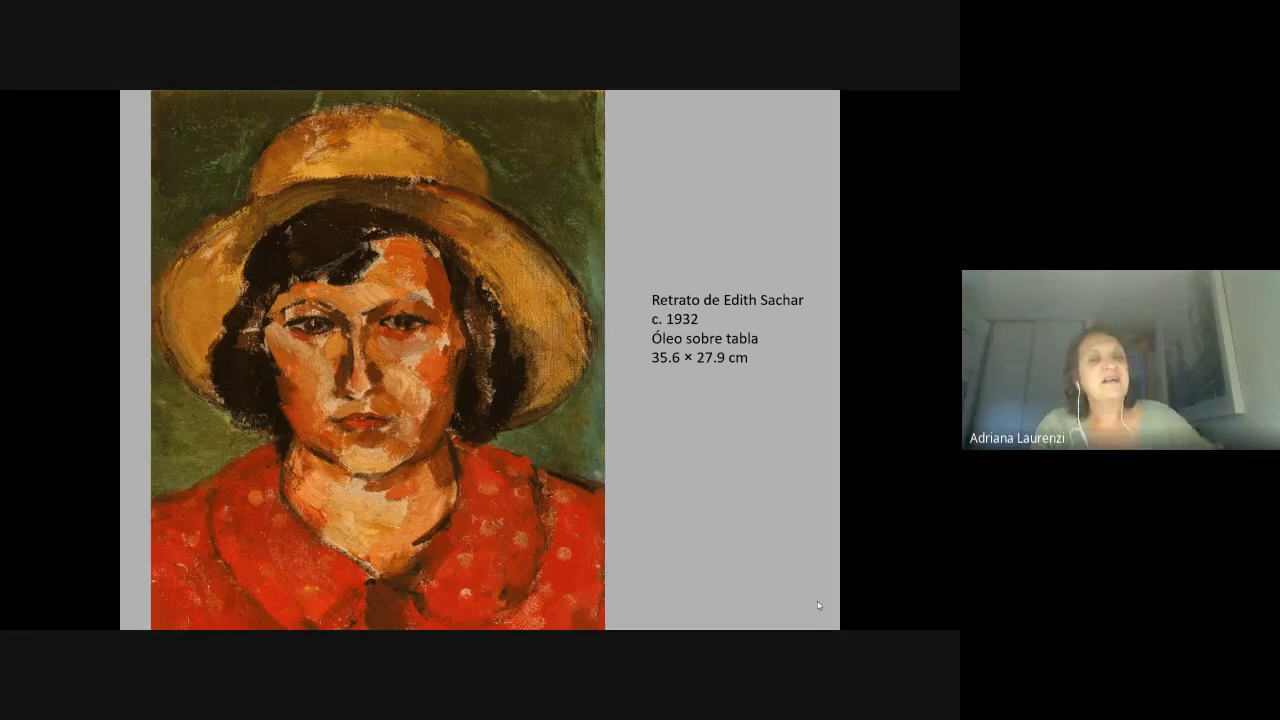 Retrato de Edith Sachar
c. 1932
Óleo sobre tabla
35.6 × 27.9 cm
Adriana Laurenzi